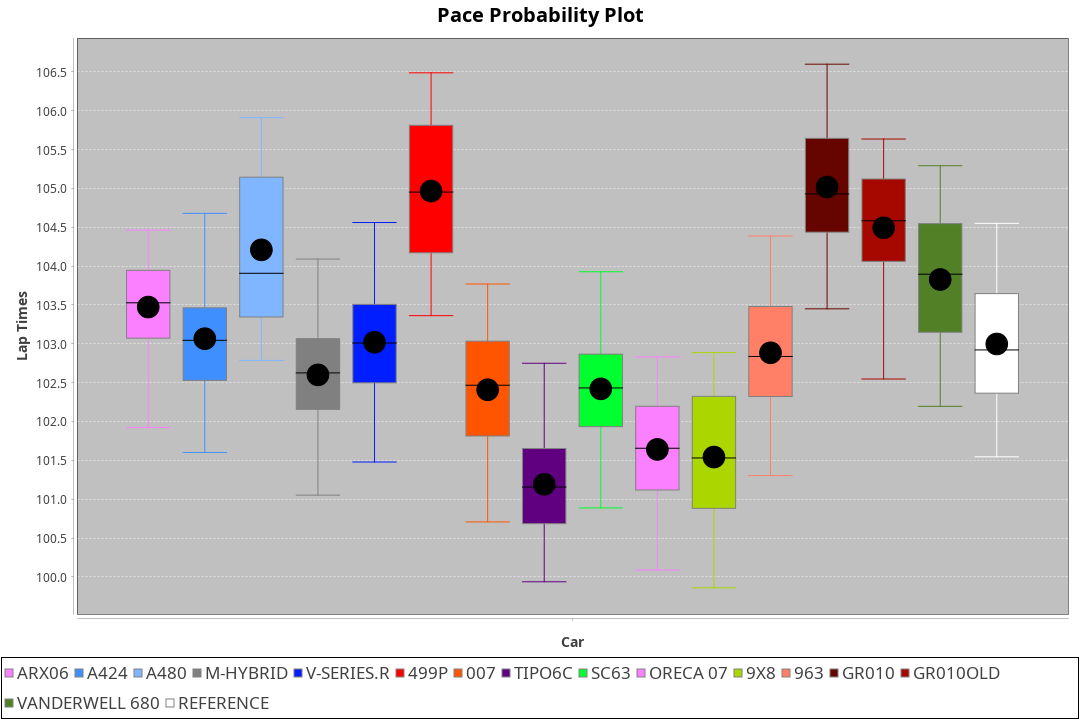 Pace Probability Plot
106.5
106.0
105.5
105.0
104.5
104.0
103.5
103.0
102.5
102.0
101.5
101.0
100.5
100.0
Lap Times
Car
ARX06 A424 A480 M-HYBRID V-SERIES.R 499P 007 TIPO6C SC63 ORECA 07 9X8 963 GR010 GR010OLD
VANDERWELL 680 REFERENCE